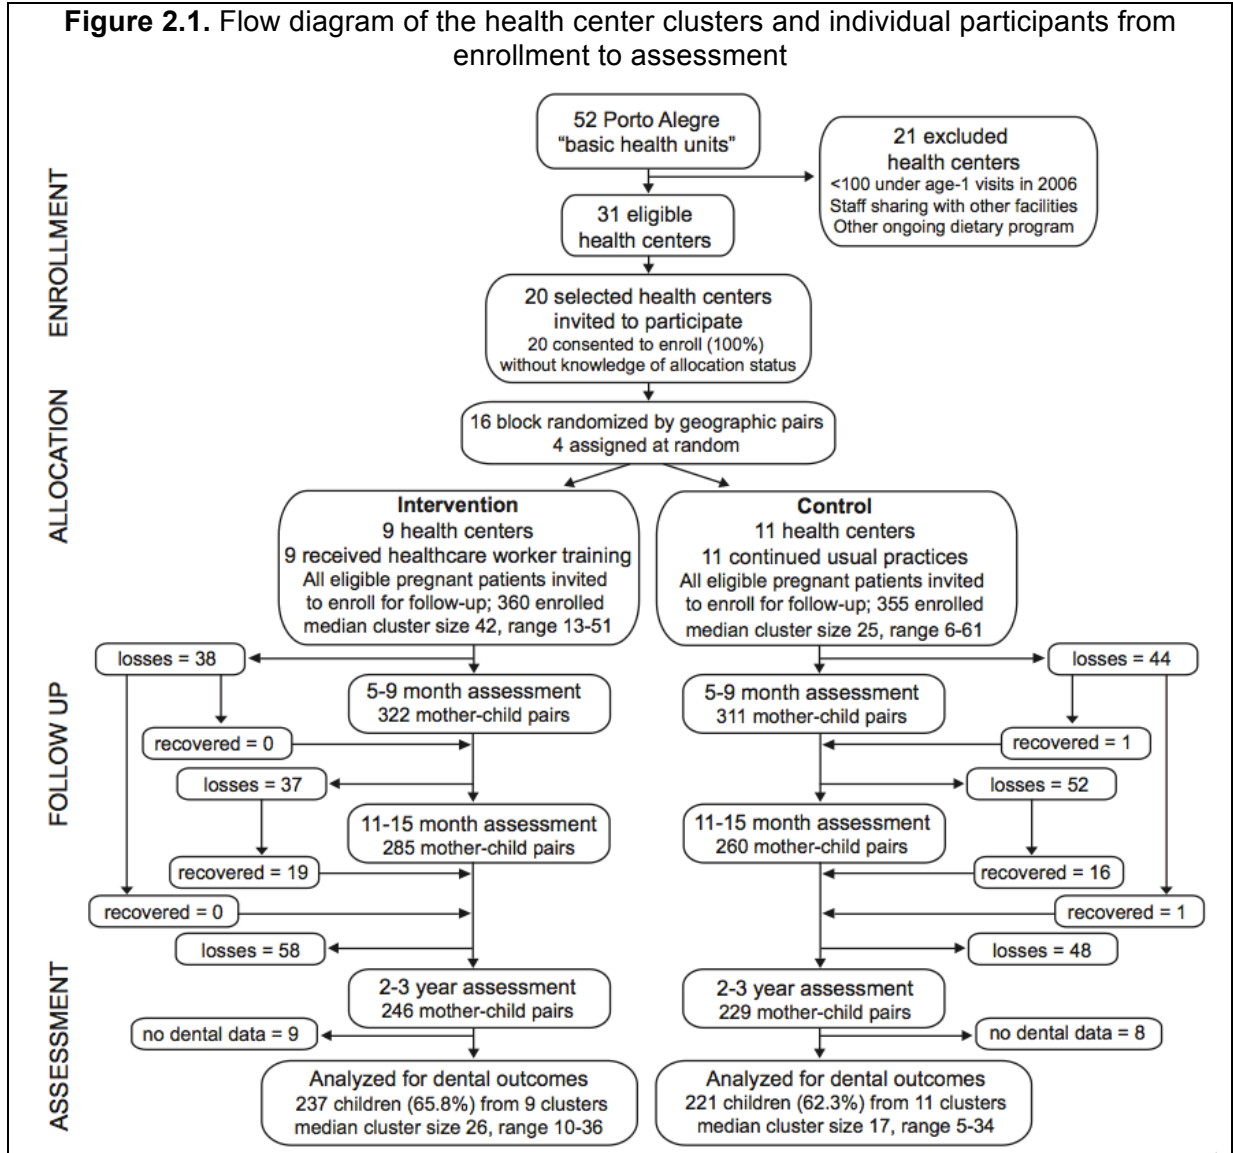 Figure 2.1. Flow diagram of the health center clusters and individual participants from
enrollment to assessment
ENROLLMENT
52 Porto Alegre
“basic health units”
21 excluded
health centers
<100 under age-1 visits in 2006
Staff sharing with other facilities
Other ongoing dietary program
31 eligible
health centers
20 selected health centers
invited to participate
20 consented to enroll (100%)
without knowledge of allocation status
ALLOCATION
16 block randomized by geographic pairs
4 assigned at random
Intervention
9 health centers
9 received healthcare worker training
All eligible pregnant patients invited
to enroll for follow-up; 360 enrolled
median cluster size 42, range 13-51
Control
11 health centers
11 continued usual practices
All eligible pregnant patients invited
to enroll for follow-up; 355 enrolled
median cluster size 25, range 6-61
FOLLOW UP
losses = 38
losses = 44
5-9 month assessment
322 mother-child pairs
5-9 month assessment
311 mother-child pairs
recovered = 0
recovered = 1
losses = 37
losses = 52
11-15 month assessment
285 mother-child pairs
11-15 month assessment
260 mother-child pairs
recovered = 19
recovered = 16
recovered = 0
recovered = 1
losses = 58
losses = 48
ASSESSMENT
2-3 year assessment
246 mother-child pairs
2-3 year assessment
229 mother-child pairs
no dental data = 9
no dental data = 8
Analyzed for dental outcomes
237 children (65.8%) from 9 clusters
median cluster size 26, range 10-36
Analyzed for dental outcomes
221 children (62.3%) from 11 clusters
median cluster size 17, range 5-34